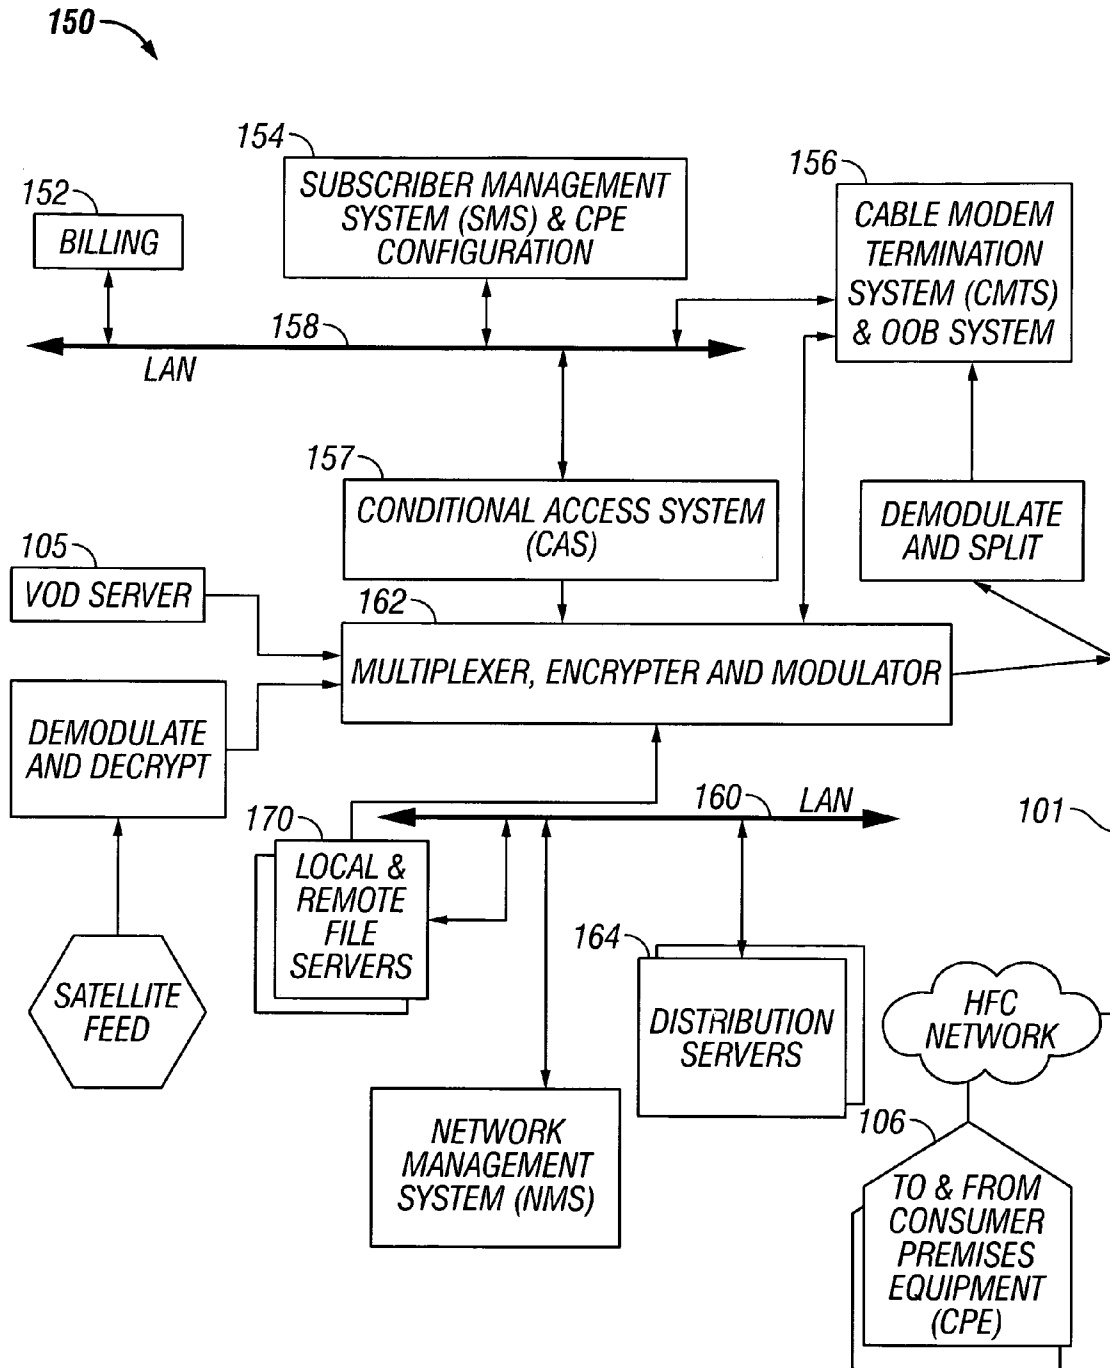 150
154
SUBSCRIBER MANAGEMENT
SYSTEM (SMS) & CPE
CONFIGURATION
156
CABLE MODEM
TERMINATION
SYSTEM (CMTS)
& OOB SYSTEM
152
BILLING
158
LAN
157
CONDITIONAL ACCESS SYSTEM
(CAS)
DEMODULATE
AND SPLIT
105
VOD SERVER
162
MULTIPLEXER, ENCRYPTER AND MODULATOR
DEMODULATE
AND DECRYPT
160
LAN
101
170
LOCAL &
REMOTE
FILE
SERVERS
164
DISTRIBUTION
SERVERS
SATELLITE
FEED
HFC
NETWORK
NETWORK
MANAGEMENT
SYSTEM (NMS)
106
TO & FROM
CONSUMER
PREMISES
EQUIPMENT
(CPE)